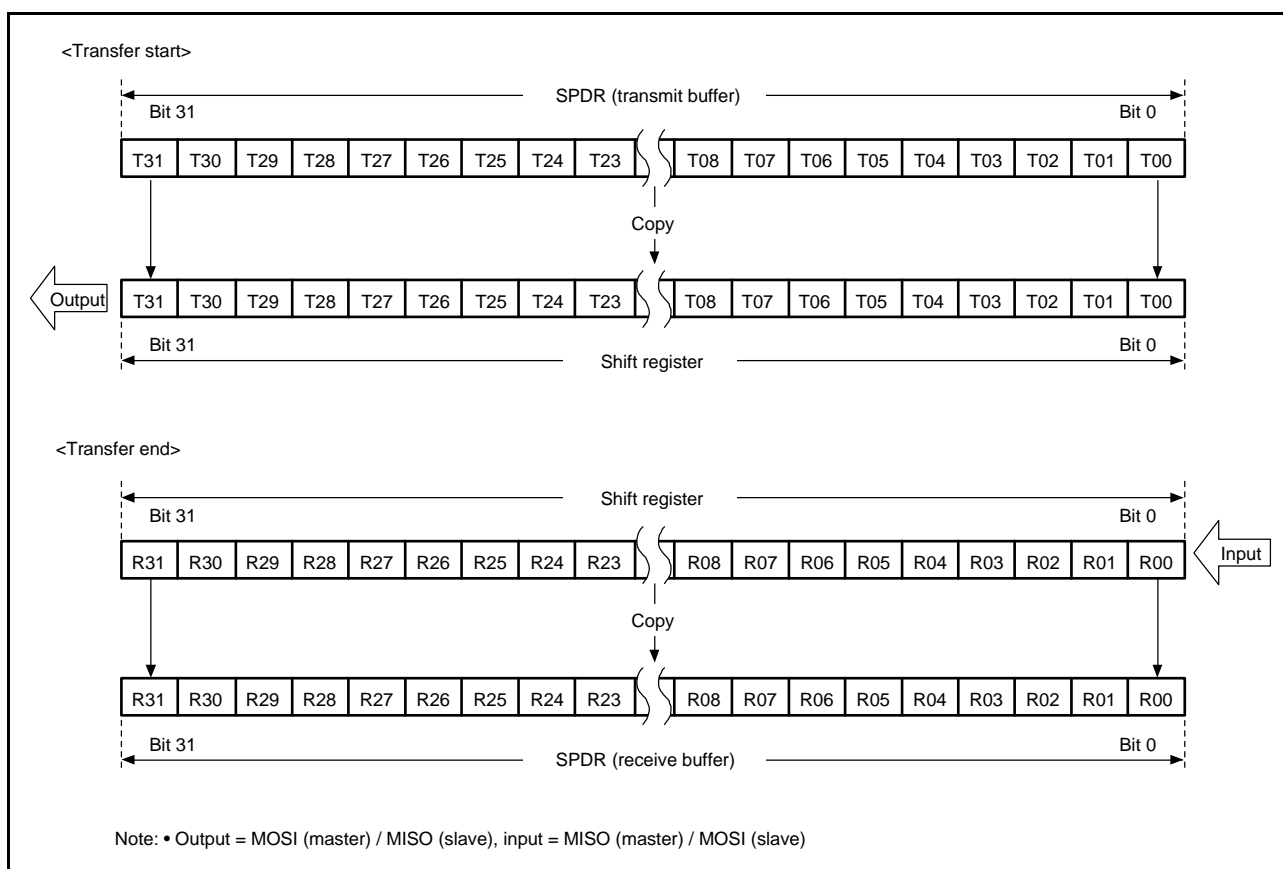 <Transfer start>
SPDR (transmit buffer)
Bit 31 Bit 0
T31 T30 T29 T28 T27 T26 T25 T24 T23 T08 T07 T06 T05 T04 T03 T02 T01 T00
Copy
Output T31 T30 T29 T28 T27 T26 T25 T24 T23 T08 T07 T06 T05 T04 T03 T02 T01 T00
Bit 31 Bit 0
Shift register
<Transfer end>
Shift register
Bit 31 Bit 0
R31 R30 R29 R28 R27 R26 R25 R24 R23 R08 R07 R06 R05 R04 R03 R02 R01 R00 Input
Copy
R31 R30 R29 R28 R27 R26 R25 R24 R23 R08 R07 R06 R05 R04 R03 R02 R01 R00
Bit 31 Bit 0
SPDR (receive buffer)
Note: • Output = MOSI (master) / MISO (slave), input = MISO (master) / MOSI (slave)